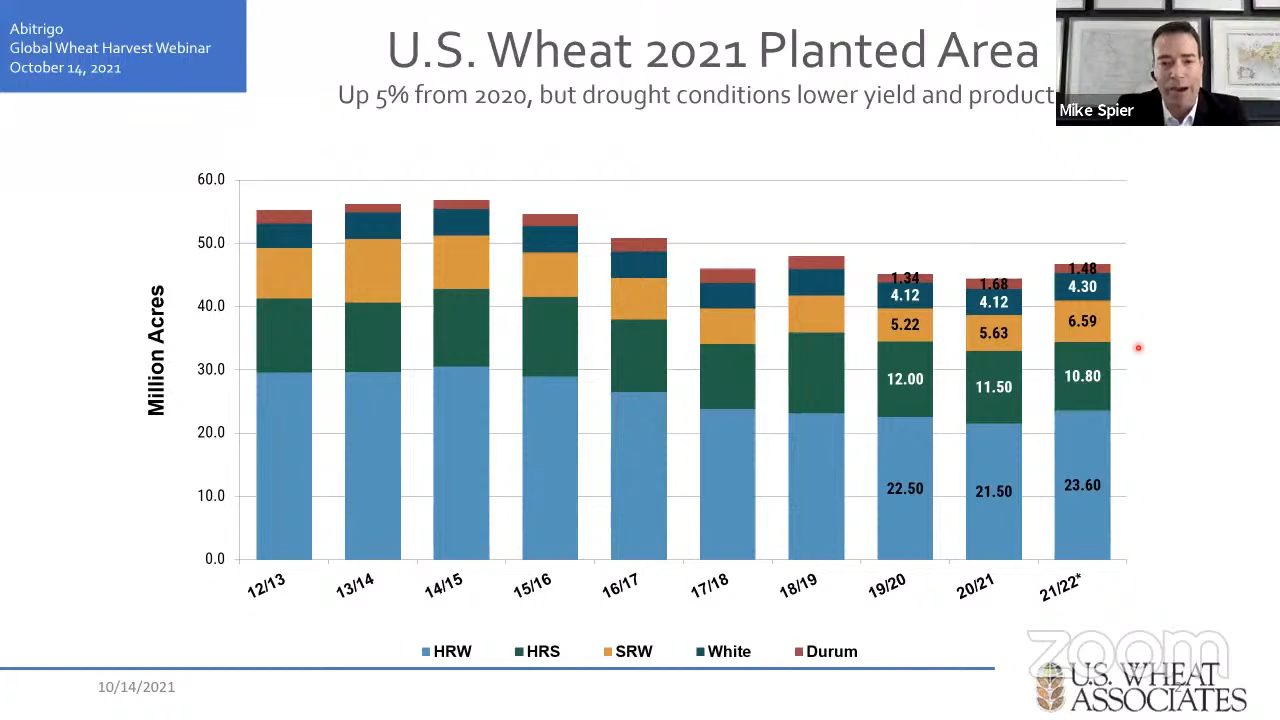 Abitrigo
Global Wheat Harvest Webinar
October 14, 2021
U.S. Wheat 2021 Planted Area
Up 5% from 2020, but drought conditions lower yield and product
Mike Spier
Million Acres
60.0
50.0
40.0
30.0
20.0
10.0
0.0
1.34
4.12
5.22
12.00
22.50
1.68
4.12
5.63
11.50
21.50
1.48
4.30
6.59
10.80
23.60
12/13
13/14
14/15
15/16
16/17
17/18
18/19
19/20
20/21
21/22*
HRW
HRS
SRW
White
Durum
10/14/2021
zoom
2
U.S. WHEAT
ASSOCIATES